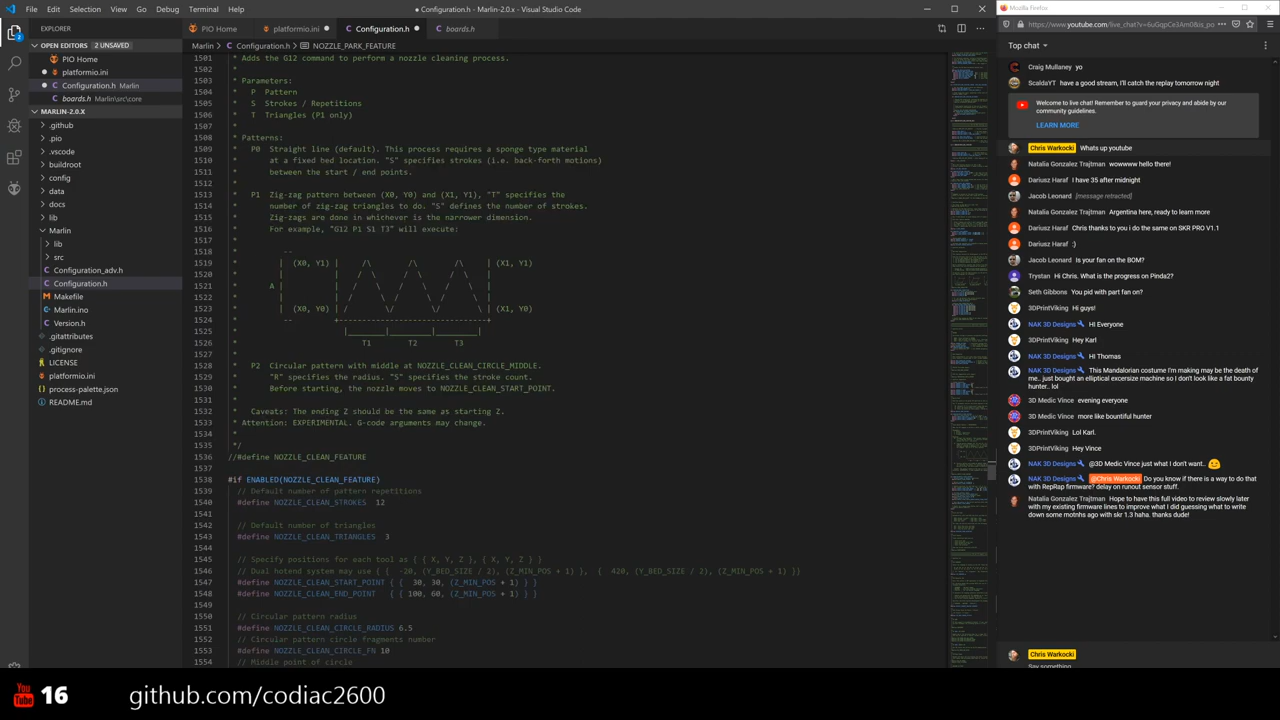 File Edit Selection View Go Debug Terminal Help
● Configuration.h - Marlin - Visual Studio Code
Mozilla Firefox
EXPLORER
PIO Home
platformio.ini
Configuration.h
boards.h
OPEN EDITORS 2 UNSAVED
PIO Home
platformio.ini
Configuration.h Marlin
boards.h Marlin\src\core
MARLIN-2.0.X
.github
.pio
.vscode
buildroot
config
data
docs
lib
Marlin
lib
src
Configuration_adv.h
Configuration.h
Makefile
Marlin.ino
Version.h
.gitattributes
.gitignore
LICENSE
platformio.ini
process-palette.json
README.md
Marlin > Configuration.h > NOZZLE_PARK_FEATURE
1501 * Adds the G12 command to perform a nozzle cleaning process.
1502 *
1503 * Parameters:
1504 * P Pattern
1505 * S Strokes / Repetitions
1506 * T Triangles (P1 only)
1507 *
1508 * Patterns:
1509 * P0 Straight line (default). This process requires a sponge type material
1510 * at a fixed bed location. "S" specifies strokes (i.e. back-forth motions)
1511 * between the start / end points.
1512 *
1513 * P1 Zig-zag pattern between (X0, Y0) and (X1, Y1), "T" specifies the
1514 * number of zig-zag triangles to do. "S" defines the number of strokes.
1515 * Zig-zags are done in whichever is the narrower dimension.
1516 * For example, "G12 P1 S1 T3" will execute:
1517 *
1518 * --
1519 * | (X0, Y1) | /\ /\ /\ | (X1, Y1)
1520 * | | / \ / \ / \ |
1521 * A | | / \ / \ / \ |
1522 * | | / \ / \ / \ |
1523 * | (X0, Y0) | / \/ \/ \ | (X1, Y0)
1524 * -- +--------------------------------+
1525 * |________|_________|_________|
1526 * T1 T2 T3
1527 *
1528 * P2 Circular pattern with middle at NOZZLE_CLEAN_CIRCLE_MIDDLE.
1529 * "R" specifies the radius. "S" specifies the stroke count.
1530 * Before starting, the nozzle moves to NOZZLE_CLEAN_START_POINT.
1531 *
1532 * Caveats: The ending Z should be the same as starting Z.
1533 * Attention: EXPERIMENTAL. G-code arguments may change.
1534 *
1535 */
1536 //#define NOZZLE_CLEAN_FEATURE
1537
1538 #if ENABLED(NOZZLE_CLEAN_FEATURE)
1539 // Default number of pattern repetitions
1540 #define NOZZLE_CLEAN_STROKES 12
1541
1542 // Default number of triangles
1543 #define NOZZLE_CLEAN_TRIANGLES 3
1544
1545 // Specify positions for each tool as { { X, Y, Z }, { X, Y, Z } }
1546 // Dual hotend system may use { { -20, (Y_BED_SIZE / 2), (Z_MIN_POS + 1) }, { 420, (Y_BED_SIZE / 2), (Z_MIN_POS + 1) }}
1547 #define NOZZLE_CLEAN_START_POINT { { 30, 30, (Z_MIN_POS + 1) } }
1548 #define NOZZLE_CLEAN_END_POINT { { 100, 60, (Z_MIN_POS + 1) } }
1549
1550 // Circular pattern radius
1551 #define NOZZLE_CLEAN_CIRCLE_RADIUS 6.5
1552 // Circular pattern circle fragments number
1553 #define NOZZLE_CLEAN_CIRCLE_FN 10
1554 // Middle point of circle
https://www.youtube.com/live_chat?
Top chat
Craig Mullaney yo
ScaldaYT have a good stream, I'll catch the replay tomorrow night
Welcome to live chat! Remember to guard your privacy and abide by our
community guidelines.
LEARN MORE
Chris Warkocki Whats up youtube
Natalia Gonzalez Trajtman wowwww hello there!
Dariusz Haraf I have 35 after midnight
Jacob Leonard [message retracted]
Natalia Gonzalez Trajtman Argentina here, ready to learn more
Dariusz Haraf Chris thanks to you i do the same on SKR PRO V1.1
Dariusz Haraf :)
Jacob Leonard Is your fan on the BOM?
Trystan Hi Chris. What is the progress on Pinda??
Seth Gibbons You pid with part fan on?
3DPrintViking Hi guys!
NAK 3D Designs Hi Everyone
3DPrintViking Hey Karl
NAK 3D Designs Hi Thomas
NAK 3D Designs This Mandalorian costume I'm making may be the death of
me.. just bought an elliptical excersize machine so I don't look like a fat bounty
hunter.. lol
3D Medic Vince evening everyone
3D Medic Vince more like bountiful hunter
3DPrintViking Lol Karl.
3DPrintViking Hey Vince
NAK 3D Designs @3D Medic Vince just what I don't want..
NAK 3D Designs @Chris Warkocki Do you know if there is a way to do that
with RepRap firmware? delay on runout sensor stuff.
Natalia Gonzalez Trajtman Hope to have this full video to review slowly later
with my existing firmware lines to improve what I did guessing what to write
down some motnhs ago with skr 1.3 haha. thanks dude!
Chris Warkocki
Say something...
16
github.com/codiac2600